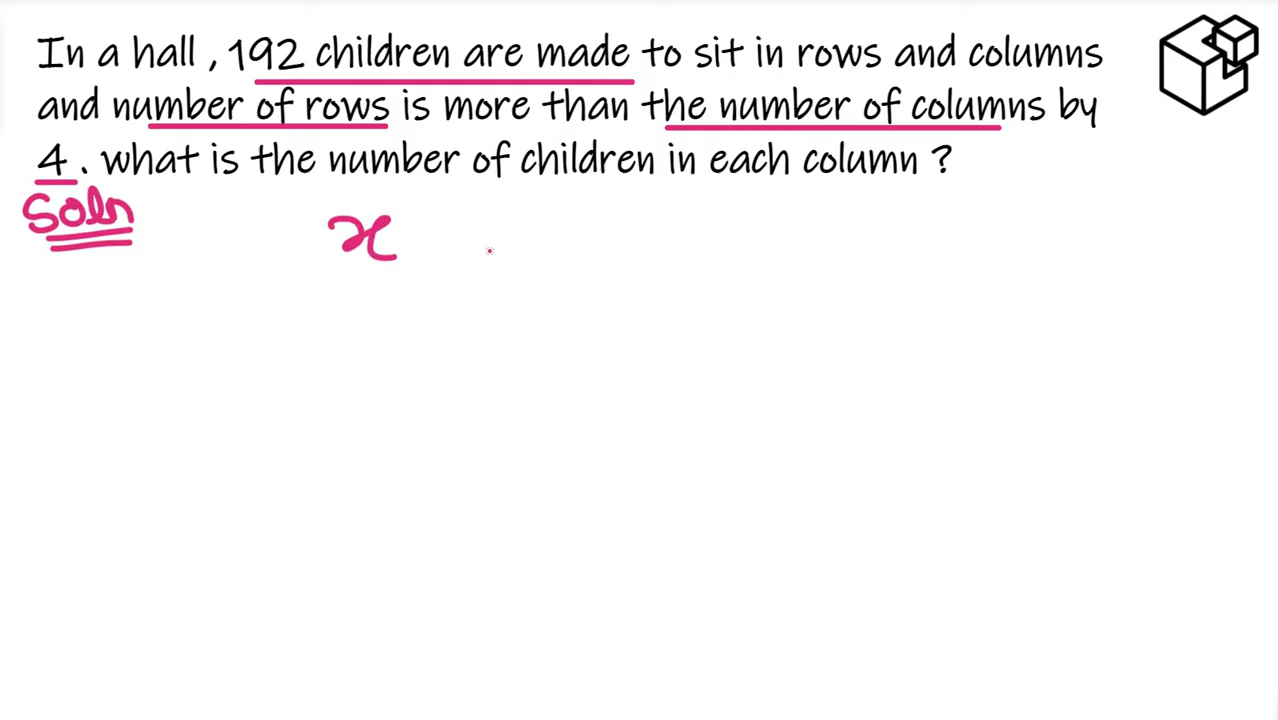 In a hall , 192 children are made to sit in rows and columns
and number of rows is more than the number of columns by
4 . what is the number of children in each column ?
Soln
x